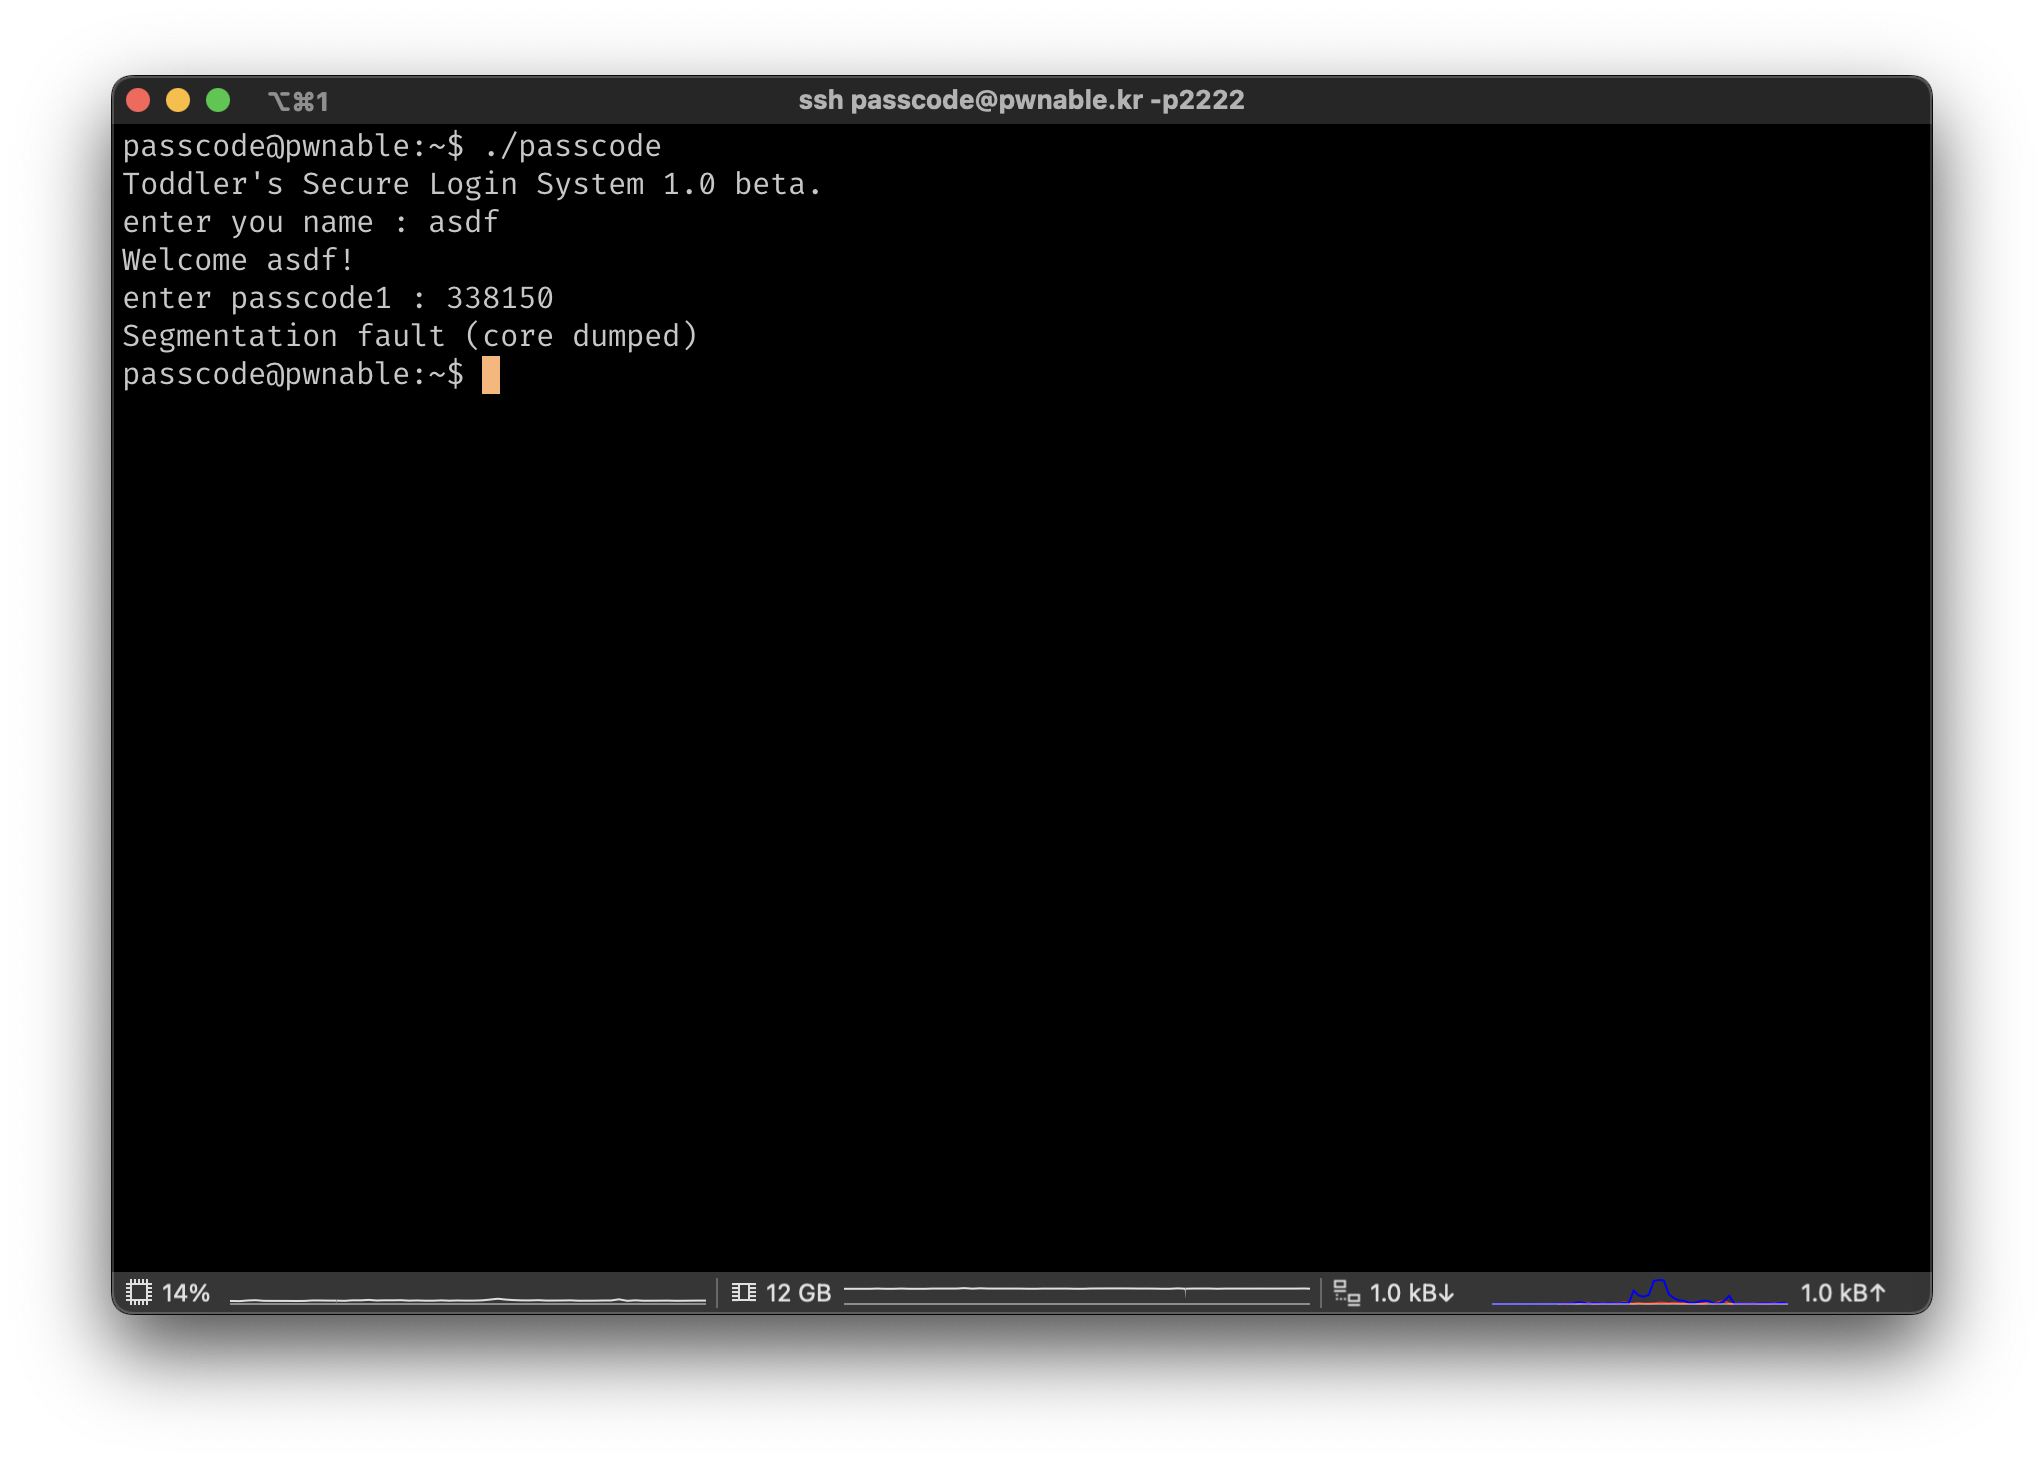 ⌥⌘1 ssh passcode@pwnable.kr -p2222
passcode@pwnable:~$ ./passcode
Toddler's Secure Login System 1.0 beta.
enter you name : asdf
Welcome asdf!
enter passcode1 : 338150
Segmentation fault (core dumped)
passcode@pwnable:~$
14% 12 GB 1.0 kB↓ 1.0 kB↑